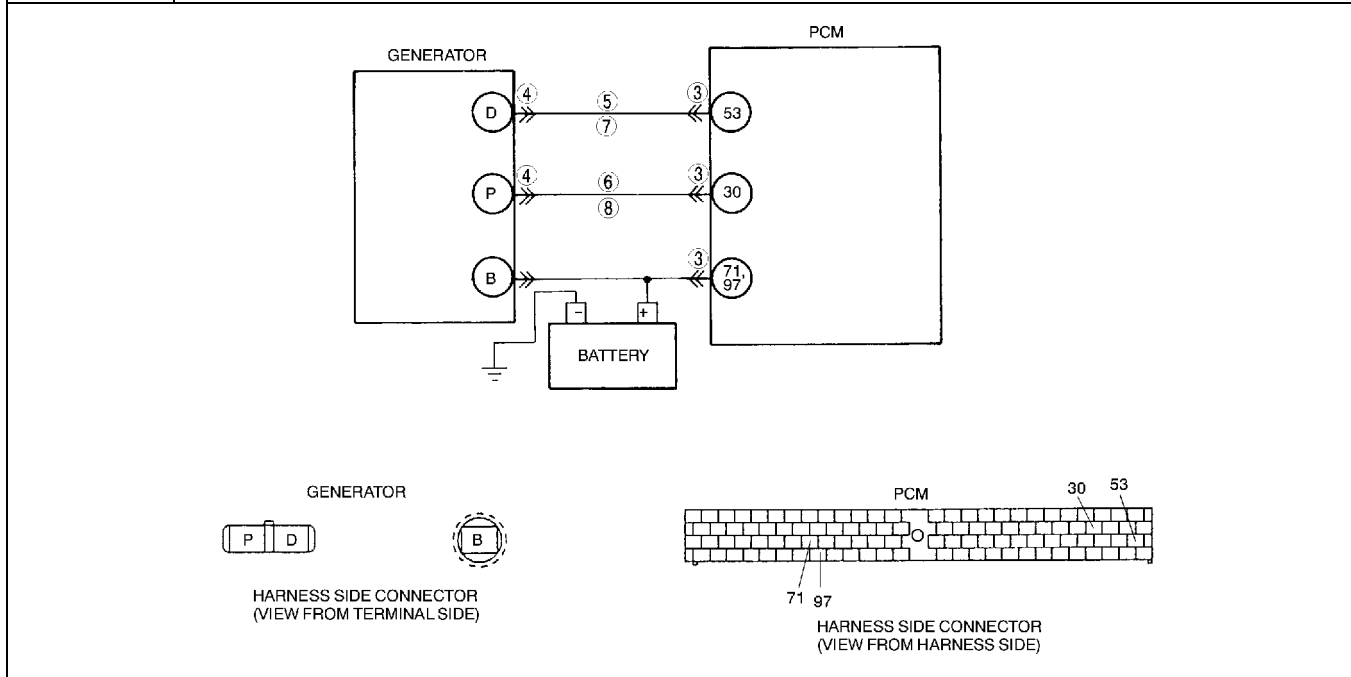 PCM
GENERATOR
D ④ ⑤ ⑦ ③ 53
P ④ ⑥ ⑧ ③ 30
B ③ 71, 97
− +
BATTERY
GENERATOR
P D B
HARNESS SIDE CONNECTOR
(VIEW FROM TERMINAL SIDE)
PCM
30 53
71 97
HARNESS SIDE CONNECTOR
(VIEW FROM HARNESS SIDE)